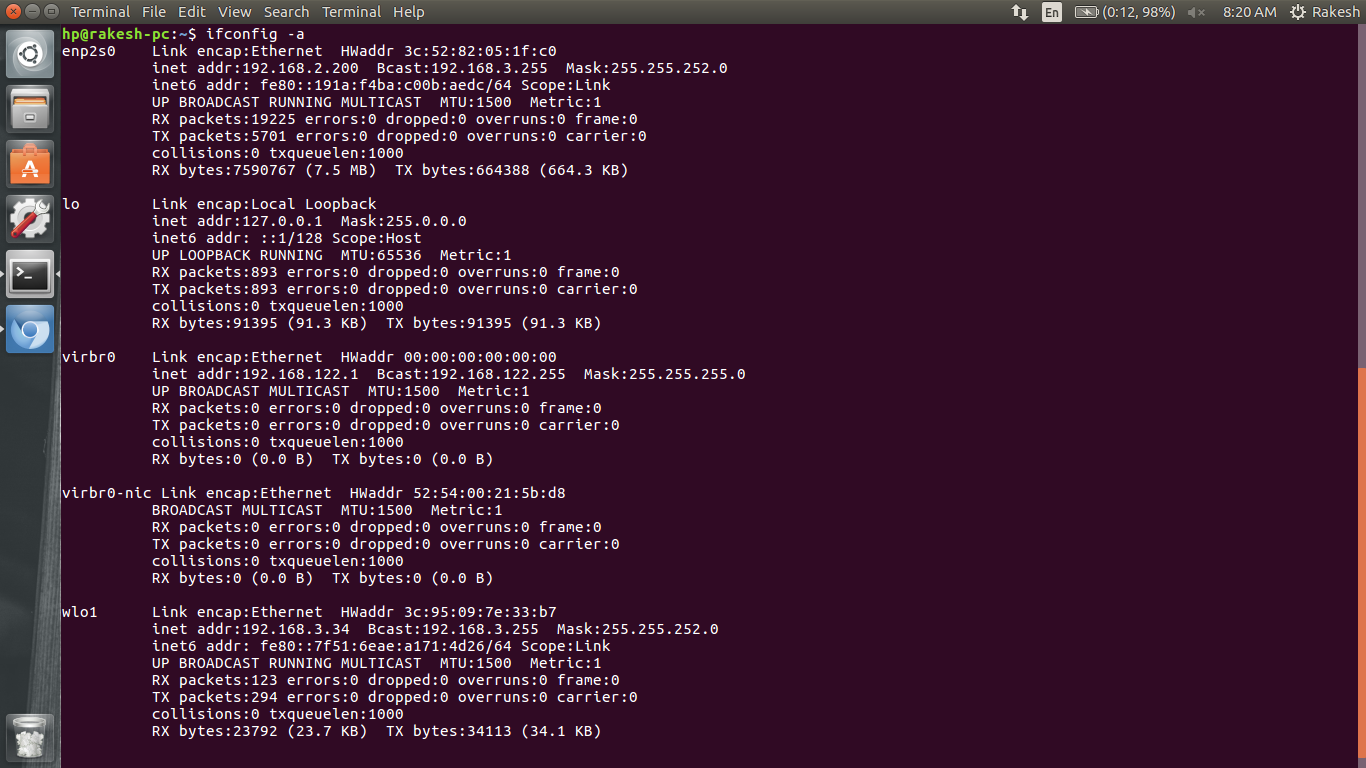 Terminal File Edit View Search Terminal Help En (0:12, 98%) 8:20 AM Rakesh
hp@rakesh-pc:~$ ifconfig -a
enp2s0    Link encap:Ethernet  HWaddr 3c:52:82:05:1f:c0
          inet addr:192.168.2.200  Bcast:192.168.3.255  Mask:255.255.252.0
          inet6 addr: fe80::191a:f4ba:c00b:aedc/64 Scope:Link
          UP BROADCAST RUNNING MULTICAST  MTU:1500  Metric:1
          RX packets:19225 errors:0 dropped:0 overruns:0 frame:0
          TX packets:5701 errors:0 dropped:0 overruns:0 carrier:0
          collisions:0 txqueuelen:1000
          RX bytes:7590767 (7.5 MB)  TX bytes:664388 (664.3 KB)

lo        Link encap:Local Loopback
          inet addr:127.0.0.1  Mask:255.0.0.0
          inet6 addr: ::1/128 Scope:Host
          UP LOOPBACK RUNNING  MTU:65536  Metric:1
          RX packets:893 errors:0 dropped:0 overruns:0 frame:0
          TX packets:893 errors:0 dropped:0 overruns:0 carrier:0
          collisions:0 txqueuelen:1000
          RX bytes:91395 (91.3 KB)  TX bytes:91395 (91.3 KB)

virbr0    Link encap:Ethernet  HWaddr 00:00:00:00:00:00
          inet addr:192.168.122.1  Bcast:192.168.122.255  Mask:255.255.255.0
          UP BROADCAST MULTICAST  MTU:1500  Metric:1
          RX packets:0 errors:0 dropped:0 overruns:0 frame:0
          TX packets:0 errors:0 dropped:0 overruns:0 carrier:0
          collisions:0 txqueuelen:1000
          RX bytes:0 (0.0 B)  TX bytes:0 (0.0 B)

virbr0-nic Link encap:Ethernet  HWaddr 52:54:00:21:5b:d8
          BROADCAST MULTICAST  MTU:1500  Metric:1
          RX packets:0 errors:0 dropped:0 overruns:0 frame:0
          TX packets:0 errors:0 dropped:0 overruns:0 carrier:0
          collisions:0 txqueuelen:1000
          RX bytes:0 (0.0 B)  TX bytes:0 (0.0 B)

wlo1      Link encap:Ethernet  HWaddr 3c:95:09:7e:33:b7
          inet addr:192.168.3.34  Bcast:192.168.3.255  Mask:255.255.252.0
          inet6 addr: fe80::7f51:6eae:a171:4d26/64 Scope:Link
          UP BROADCAST RUNNING MULTICAST  MTU:1500  Metric:1
          RX packets:123 errors:0 dropped:0 overruns:0 frame:0
          TX packets:294 errors:0 dropped:0 overruns:0 carrier:0
          collisions:0 txqueuelen:1000
          RX bytes:23792 (23.7 KB)  TX bytes:34113 (34.1 KB)